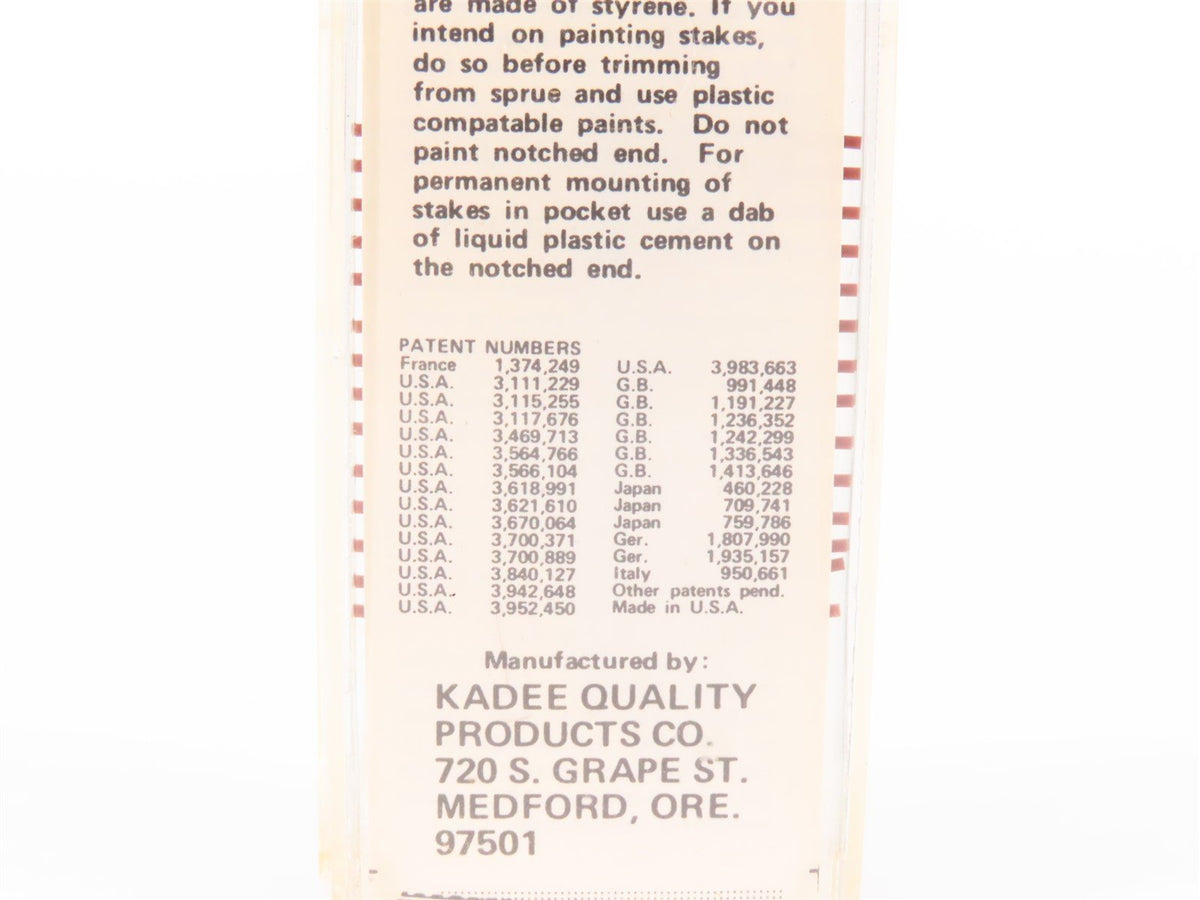 are made of styrene. If you
intend on painting stakes,
do so before trimming
from sprue and use plastic
compatable paints. Do not
paint notched end. For
permanent mounting of
stakes in pocket use a dab
of liquid plastic cement on
the notched end.
PATENT NUMBERS
France 1,374,249
U.S.A. 3,111,229
U.S.A. 3,115,255
U.S.A. 3,117,676
U.S.A. 3,469,713
U.S.A. 3,564,766
U.S.A. 3,566,104
U.S.A. 3,618,991
U.S.A. 3,621,610
U.S.A. 3,670,064
U.S.A. 3,700,371
U.S.A. 3,700,889
U.S.A. 3,840,127
U.S.A. 3,942,648
U.S.A. 3,952,450
U.S.A. 3,983,663
G.B. 991,448
G.B. 1,191,227
G.B. 1,236,352
G.B. 1,242,299
G.B. 1,336,543
G.B. 1,413,646
Japan 460,228
Japan 709,741
Japan 759,786
Ger. 1,807,990
Ger. 1,935,157
Italy 950,661
Other patents pend.
Made in U.S.A.
Manufactured by:
KADEE QUALITY
PRODUCTS CO.
720 S. GRAPE ST.
MEDFORD, ORE.
97501